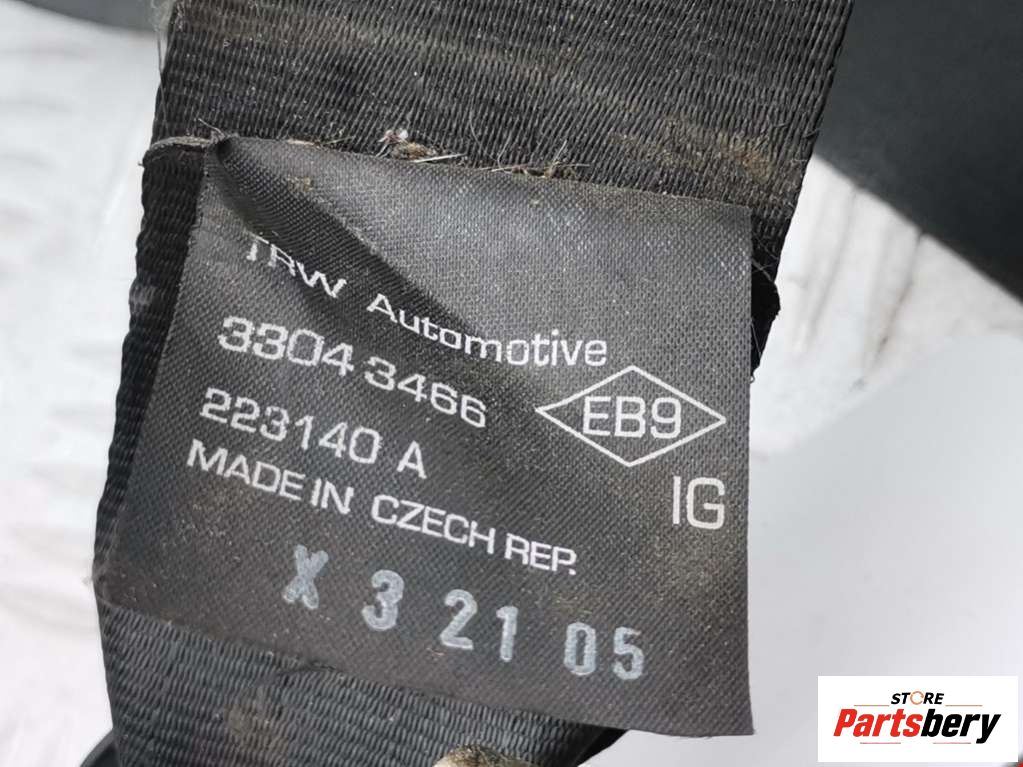 TRW Automotive
3304 3466
223140 A
EB9
MADE IN CZECH REP.
IG
X 3 21 05
STORE
Partsbery